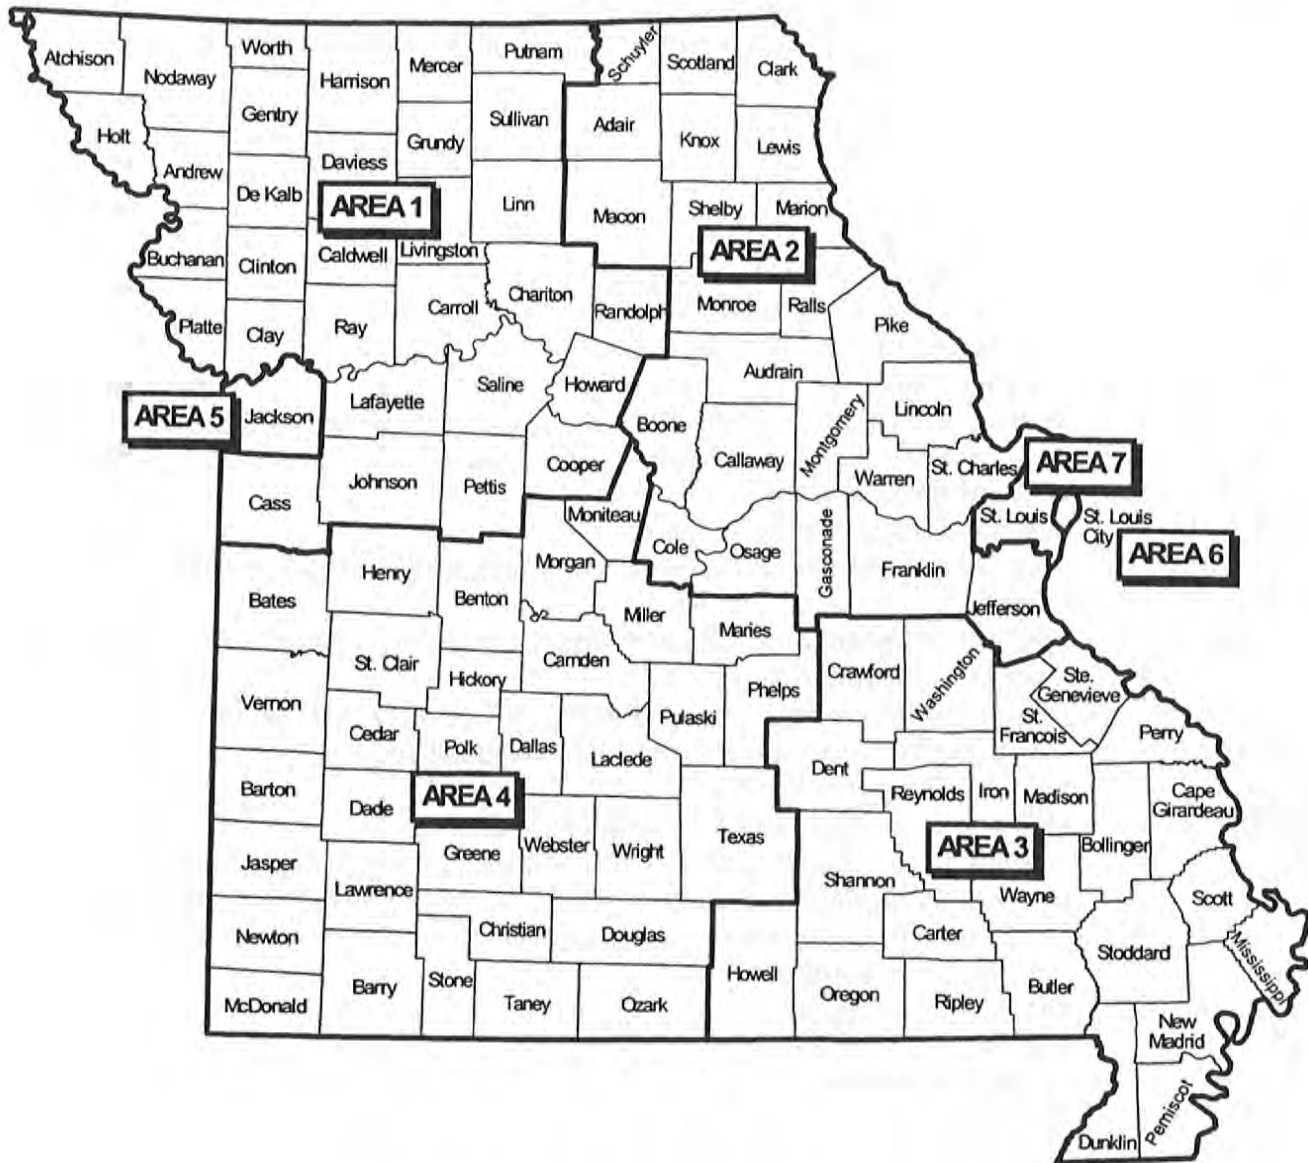 Atchison
Nodaway
Worth
Harrison
Mercer
Putnam
Schuyler
Scotland
Clark
Holt
Gentry
Sullivan
Adair
Knox
Lewis
Andrew
De Kalb
Daviess
Grundy
AREA 1
Linn
Macon
Shelby
Marion
AREA 2
Buchanan
Clinton
Caldwell
Livingston
Chariton
Randolph
Monroe
Ralls
Pike
Platte
Clay
Ray
Carroll
Audrain
AREA 5
Jackson
Lafayette
Saline
Howard
Boone
Callaway
Montgomery
Lincoln
Warren
St. Charles
AREA 7
Cass
Johnson
Pettis
Cooper
Moniteau
Cole
Osage
Gasconade
Franklin
St. Louis
St. Louis
City
AREA 6
Bates
Henry
Benton
Morgan
Miller
Maries
Jefferson
St. Clair
Hickory
Camden
Pulaski
Phelps
Crawford
Washington
Ste.
Genevieve
St.
Francois
Perry
Vernon
Cedar
Polk
Dallas
Laclede
Dent
Reynolds
Iron
Madison
Cape
Girardeau
Barton
Dade
AREA 4
Greene
Webster
Wright
Texas
AREA 3
Bollinger
Jasper
Lawrence
Shannon
Wayne
Scott
Mississippi
Newton
Christian
Douglas
Howell
Carter
Stoddard
McDonald
Barry
Stone
Taney
Ozark
Oregon
Ripley
Butler
New
Madrid
Pemiscot
Dunklin